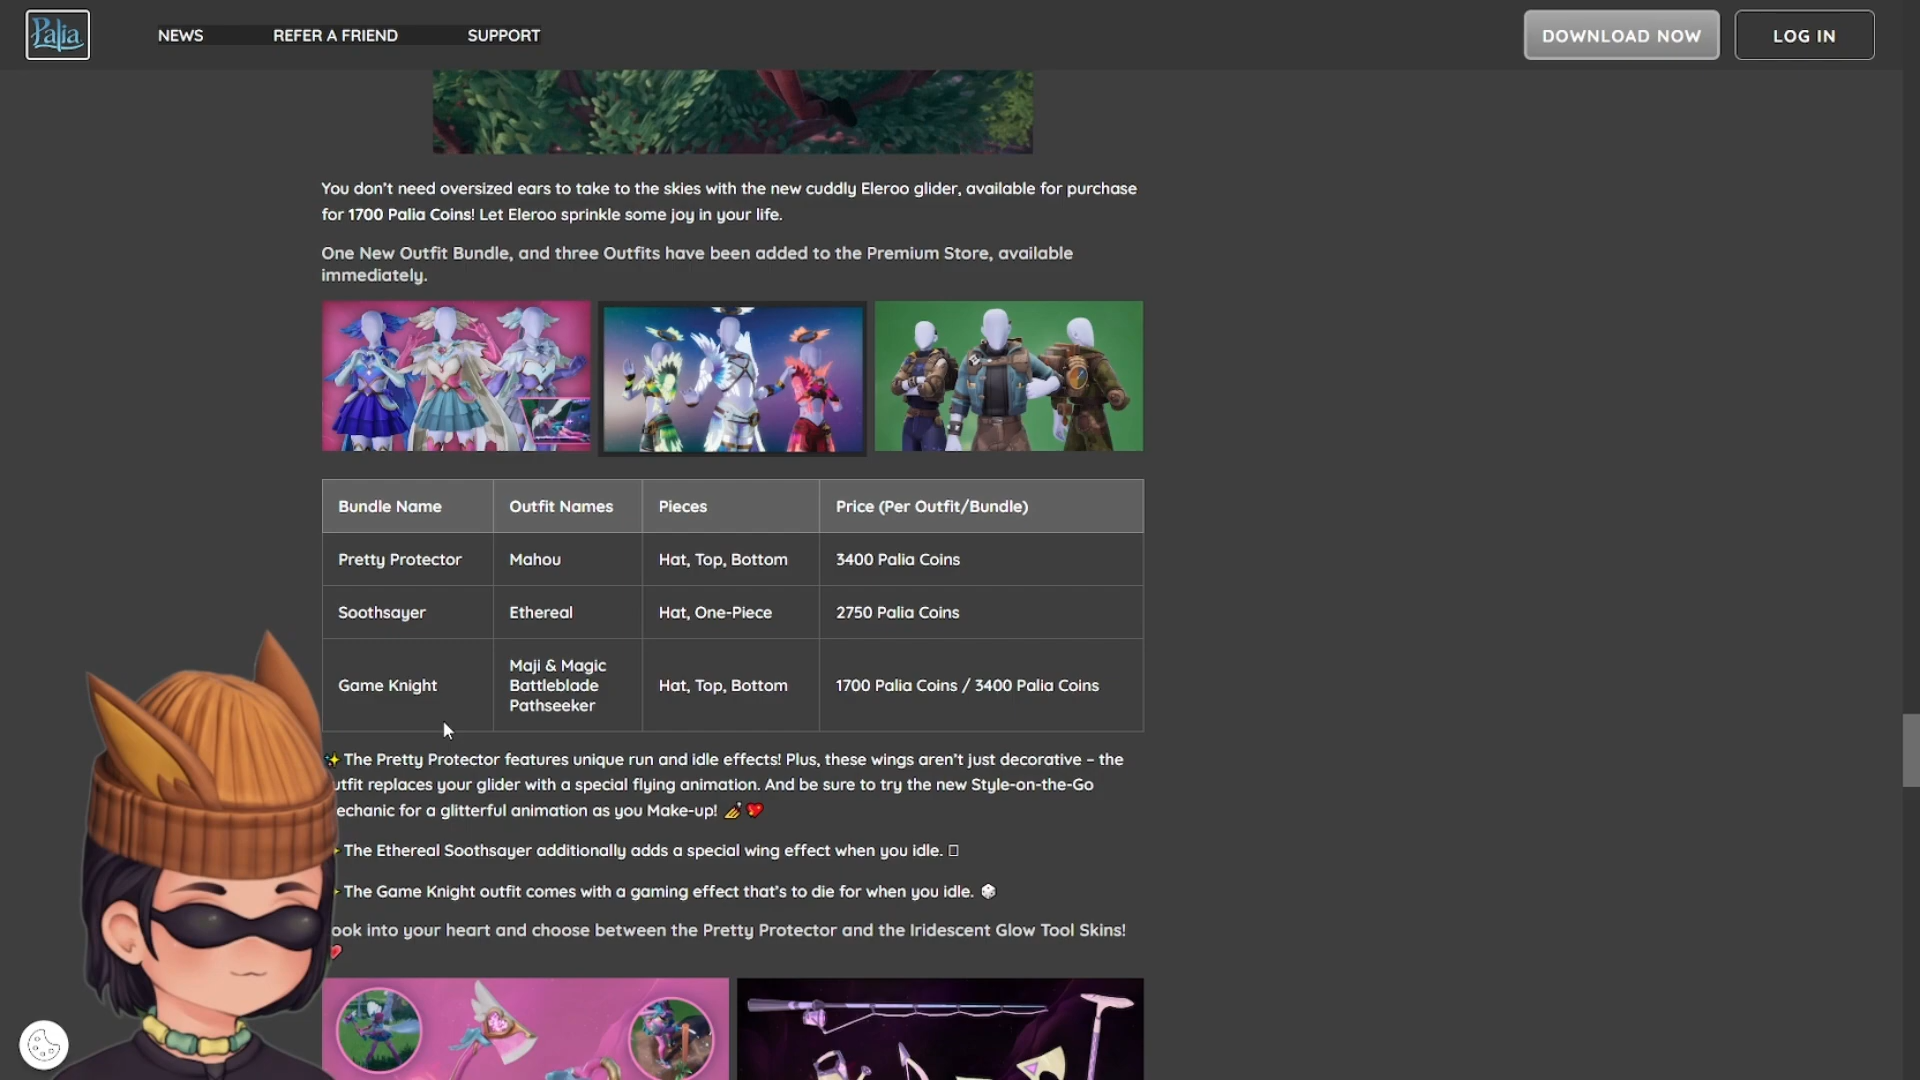 Palia
NEWS
REFER A FRIEND
SUPPORT
DOWNLOAD NOW
LOG IN
You don't need oversized ears to take to the skies with the new cuddly Eleroo glider, available for purchase
for 1700 Palia Coins! Let Eleroo sprinkle some joy in your life.
One New Outfit Bundle, and three Outfits have been added to the Premium Store, available
immediately.
Bundle Name
Outfit Names
Pieces
Price (Per Outfit/Bundle)
Pretty Protector
Mahou
Hat, Top, Bottom
3400 Palia Coins
Soothsayer
Ethereal
Hat, One-Piece
2750 Palia Coins
Game Knight
Maji & Magic
Battleblade
Pathseeker
Hat, Top, Bottom
1700 Palia Coins / 3400 Palia Coins
✨ The Pretty Protector features unique run and idle effects! Plus, these wings aren't just decorative – the
utfit replaces your glider with a special flying animation. And be sure to try the new Style-on-the-Go
echanic for a glitterful animation as you Make-up! 💅💖
The Ethereal Soothsayer additionally adds a special wing effect when you idle.
The Game Knight outfit comes with a gaming effect that's to die for when you idle. 🎲
ook into your heart and choose between the Pretty Protector and the Iridescent Glow Tool Skins!